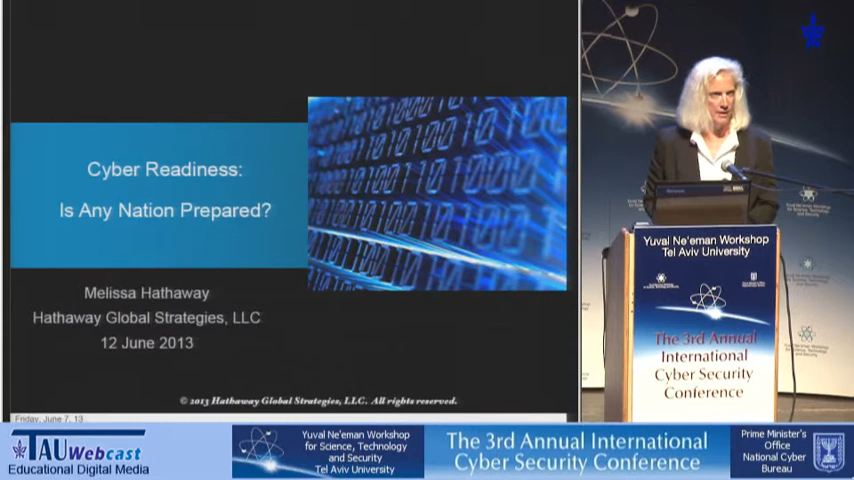 Cyber Readiness:
Is Any Nation Prepared?
Melissa Hathaway
Hathaway Global Strategies, LLC
12 June 2013
© 2013 Hathaway Global Strategies, LLC. All rights reserved.
Friday, June 7, 13
Yuval Ne'eman Workshop
Tel Aviv University
The 3rd Annual
International
Cyber Security
Conference
TAU Webcast
Educational Digital Media
Yuval Ne'eman Workshop
for Science, Technology
and Security
Tel Aviv University
The 3rd Annual International
Cyber Security Conference
Prime Minister's
Office
National Cyber
Bureau